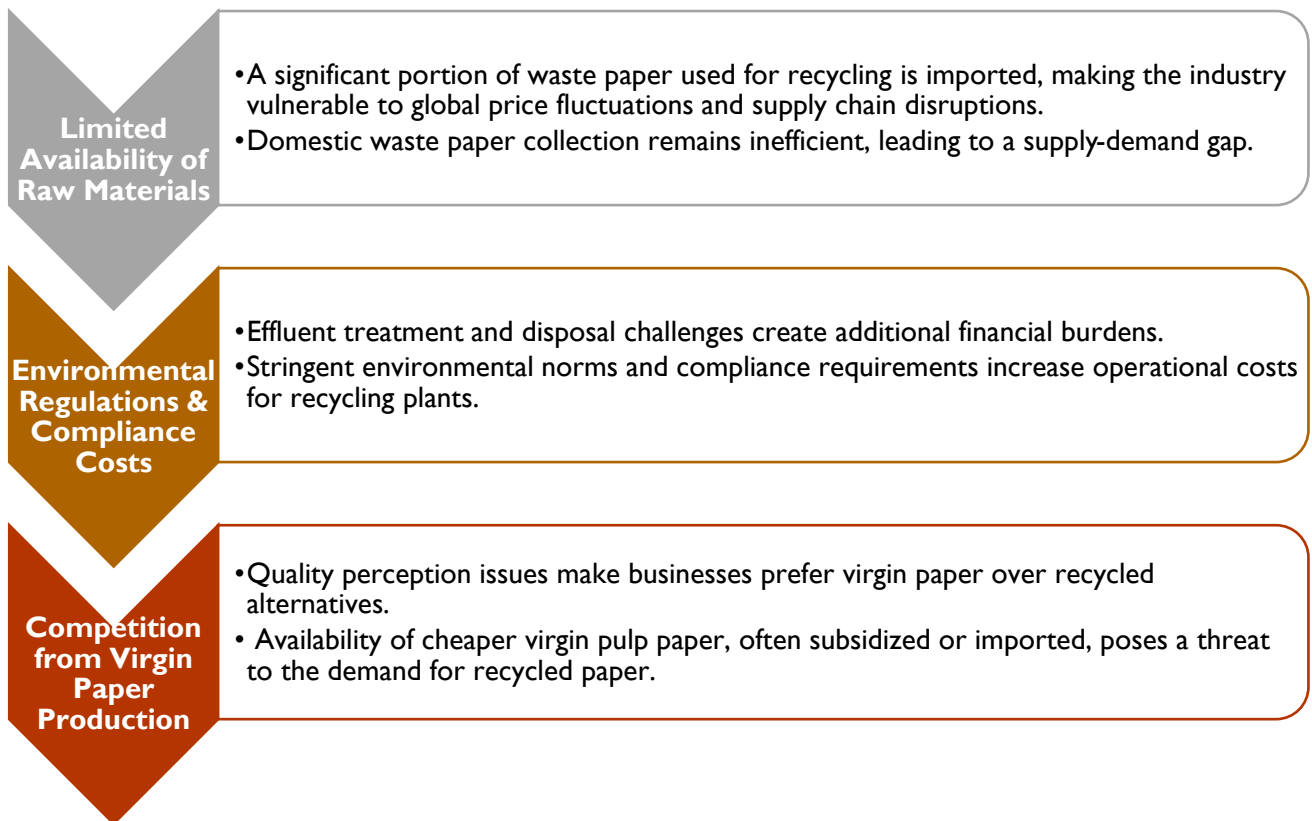 Limited
Availability of
Raw Materials
•A significant portion of waste paper used for recycling is imported, making the industry
vulnerable to global price fluctuations and supply chain disruptions.
•Domestic waste paper collection remains inefficient, leading to a supply-demand gap.
Environmental
Regulations &
Compliance
Costs
•Effluent treatment and disposal challenges create additional financial burdens.
•Stringent environmental norms and compliance requirements increase operational costs
for recycling plants.
Competition
from Virgin
Paper
Production
•Quality perception issues make businesses prefer virgin paper over recycled
alternatives.
• Availability of cheaper virgin pulp paper, often subsidized or imported, poses a threat
to the demand for recycled paper.